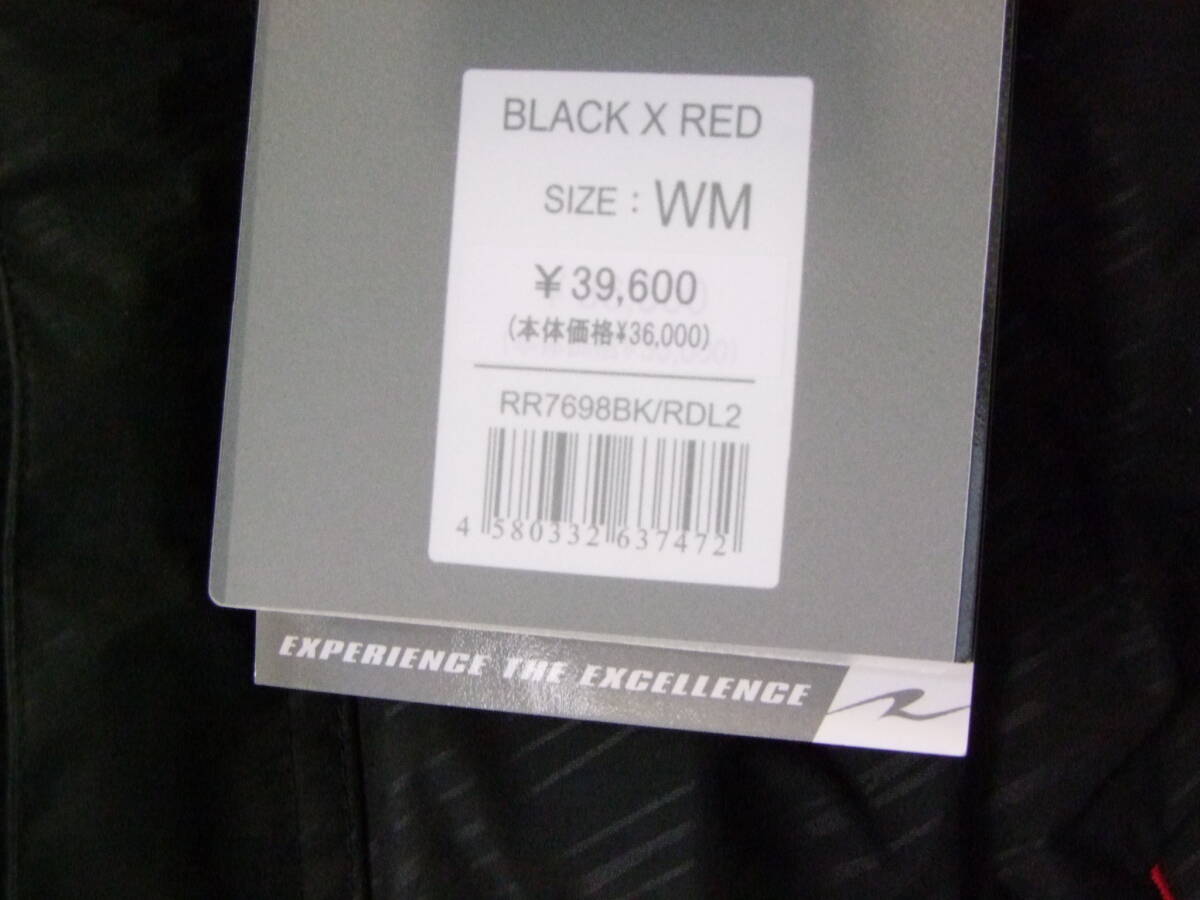 BLACK X RED
SIZE : WM
¥39,600
(本体価格¥36,000)
RR7698BK/RDL2
4 580332 637472
EXPERIENCE THE EXCELLENCE